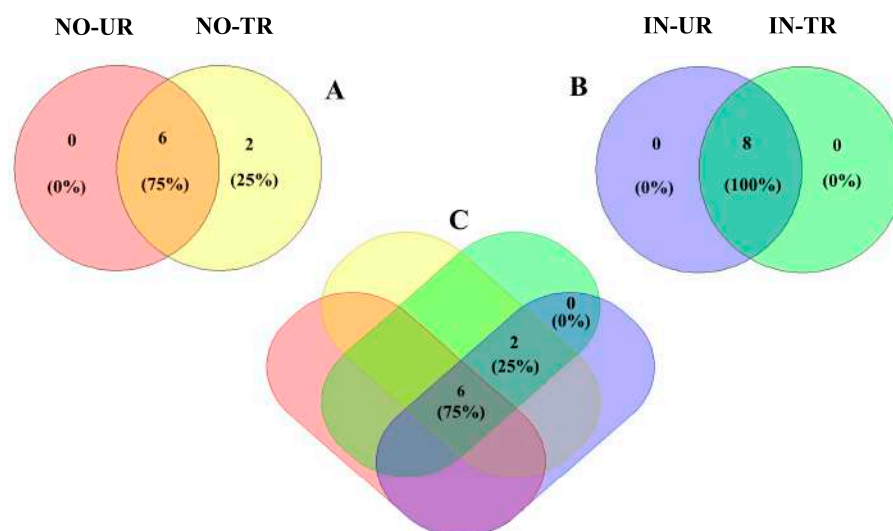 NO-UR NO-TR
IN-UR IN-TR
A
B
0 6 2
(0%) (75%) (25%)
0 8 0
(0%) (100%) (0%)
C
0
(0%)
2
(25%)
6
(75%)